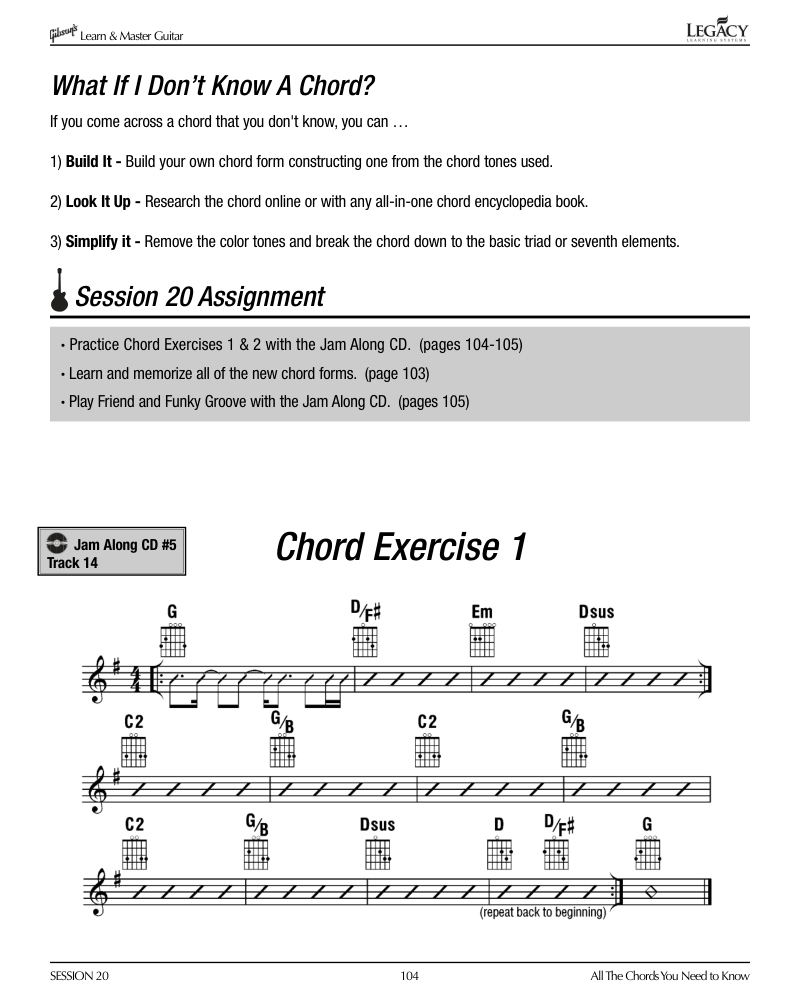 Gibson's Learn & Master Guitar
LEGACY
LEARNING SYSTEMS
What If I Don't Know A Chord?
If you come across a chord that you don't know, you can …
1) Build It - Build your own chord form constructing one from the chord tones used.
2) Look It Up - Research the chord online or with any all-in-one chord encyclopedia book.
3) Simplify it - Remove the color tones and break the chord down to the basic triad or seventh elements.
Session 20 Assignment
• Practice Chord Exercises 1 & 2 with the Jam Along CD. (pages 104-105)
• Learn and memorize all of the new chord forms. (page 103)
• Play Friend and Funky Groove with the Jam Along CD. (pages 105)
Jam Along CD #5
Track 14
Chord Exercise 1
G D/F# Em Dsus
4
4
C2 G/B C2 G/B
C2 G/B Dsus D D/F# G
(repeat back to beginning)
SESSION 20 104 All The Chords You Need to Know